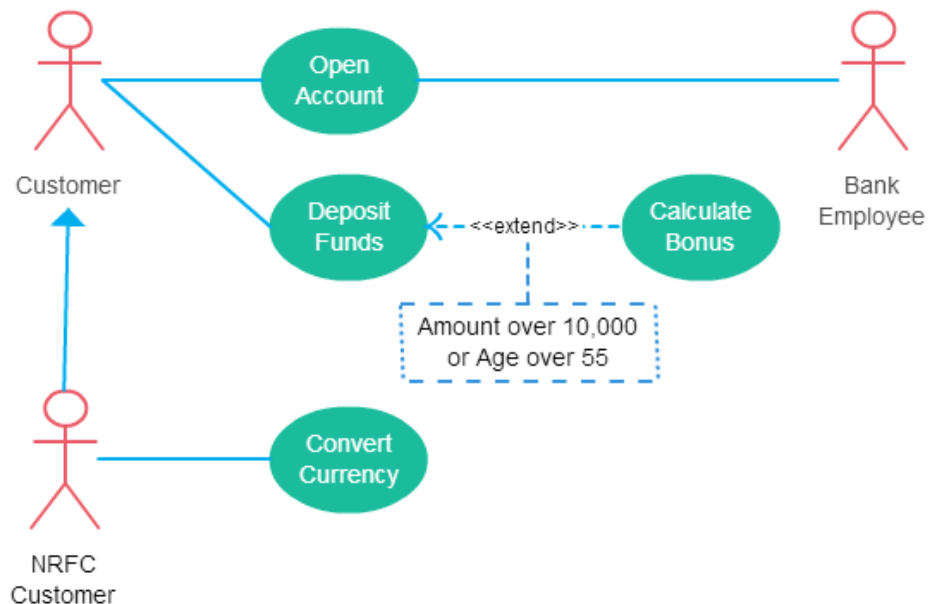 Open
Account
Customer
Bank
Employee
Deposit
Funds
<<extend>>
Calculate
Bonus
Amount over 10,000
or Age over 55
Convert
Currency
NRFC
Customer